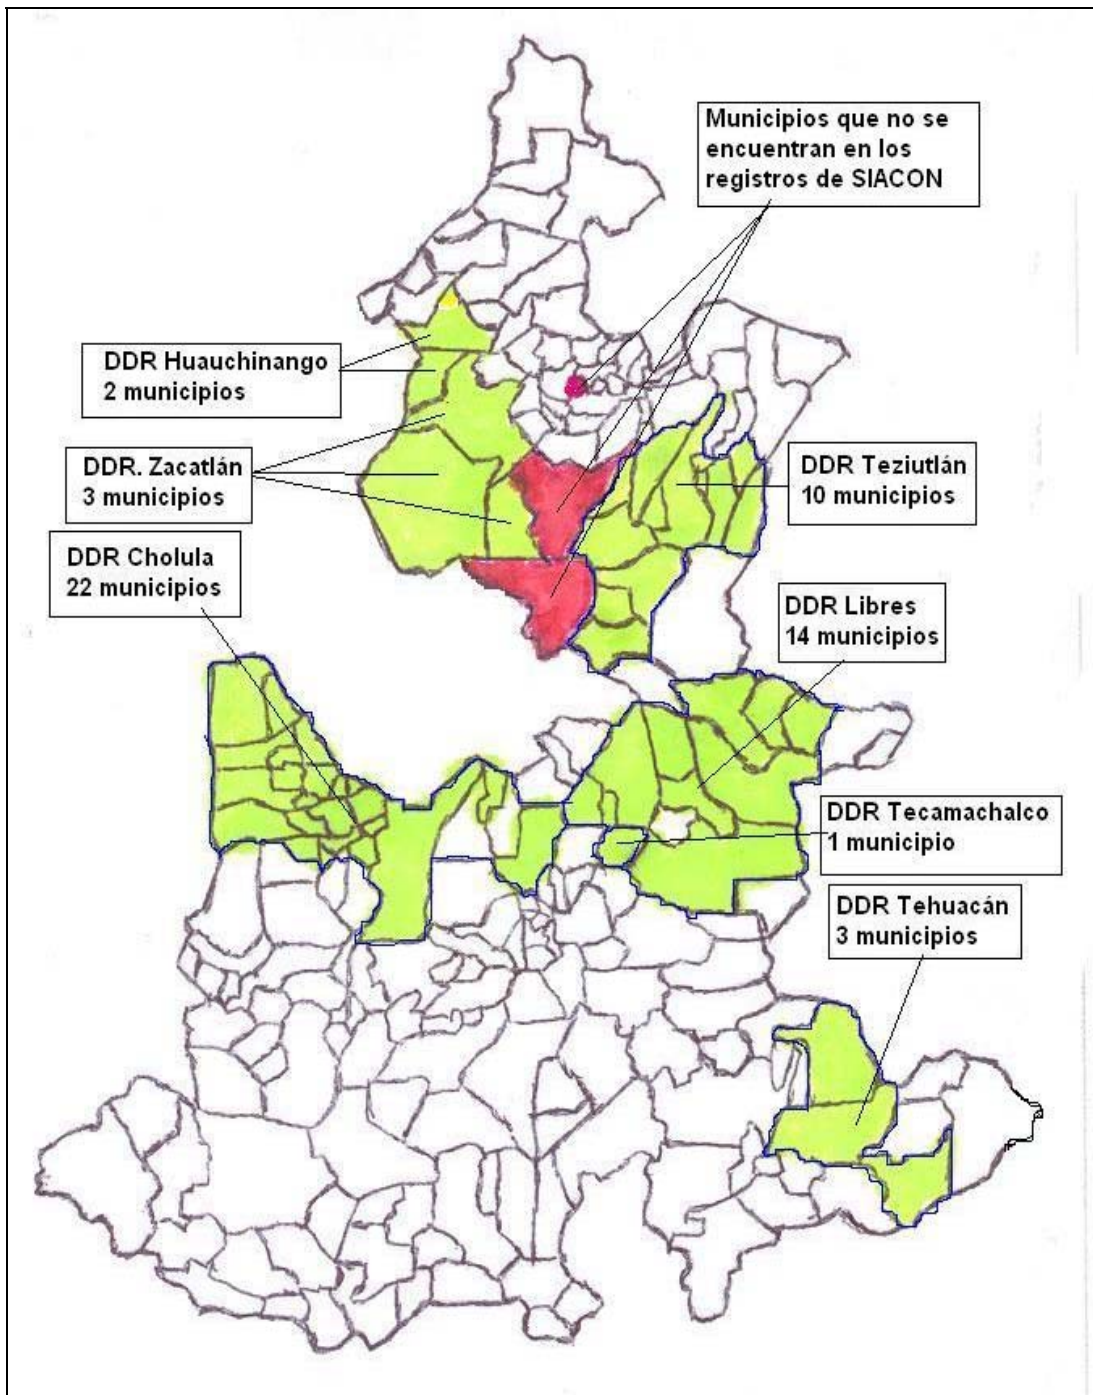 Municipios que no se
encuentran en los
registros de SIACON
DDR Huauchinango
2 municipios
DDR. Zacatlán
3 municipios
DDR Teziutlán
10 municipios
DDR Cholula
22 municipios
DDR Libres
14 municipios
DDR Tecamachalco
1 municipio
DDR Tehuacán
3 municipios